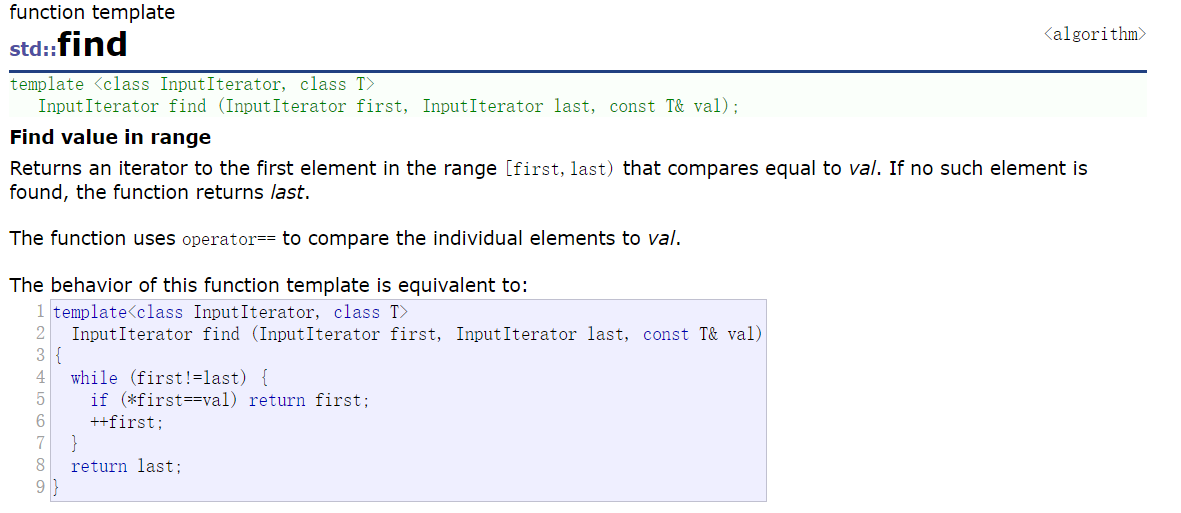 function template
std::find
<algorithm>
template <class InputIterator, class T>
InputIterator find (InputIterator first, InputIterator last, const T& val);
Find value in range
Returns an iterator to the first element in the range [first,last) that compares equal to val. If no such element is
found, the function returns last.
The function uses operator== to compare the individual elements to val.
The behavior of this function template is equivalent to:
1 template<class InputIterator, class T>
2 InputIterator find (InputIterator first, InputIterator last, const T& val)
3 {
4 while (first!=last) {
5 if (*first==val) return first;
6 ++first;
7 }
8 return last;
9 }